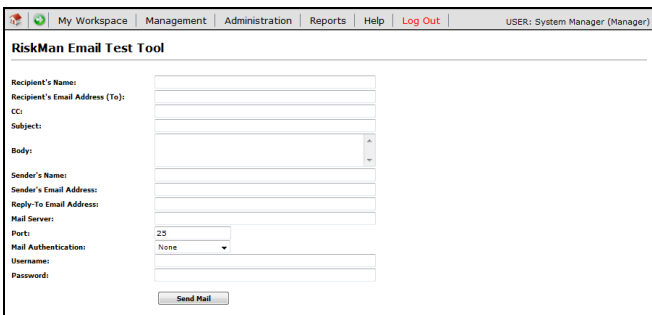 My Workspace | Management | Administration | Reports | Help | Log Out | USER: System Manager (Manager)
RiskMan Email Test Tool
Recipient's Name:
Recipient's Email Address (To):
CC:
Subject:
Body:
Sender's Name:
Sender's Email Address:
Reply-To Email Address:
Mail Server:
Port: 25
Mail Authentication: None
Username:
Password:
Send Mail